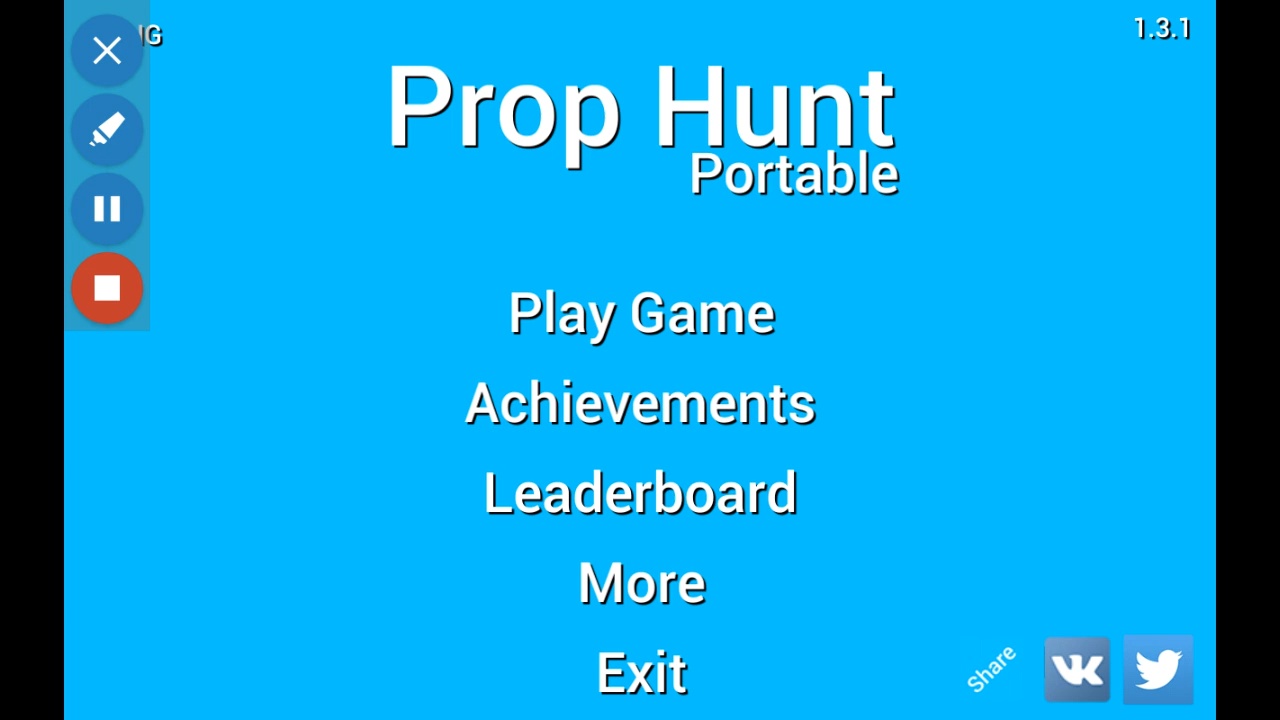 1.3.1
Prop Hunt
Portable
Play Game
Achievements
Leaderboard
More
Exit
Share